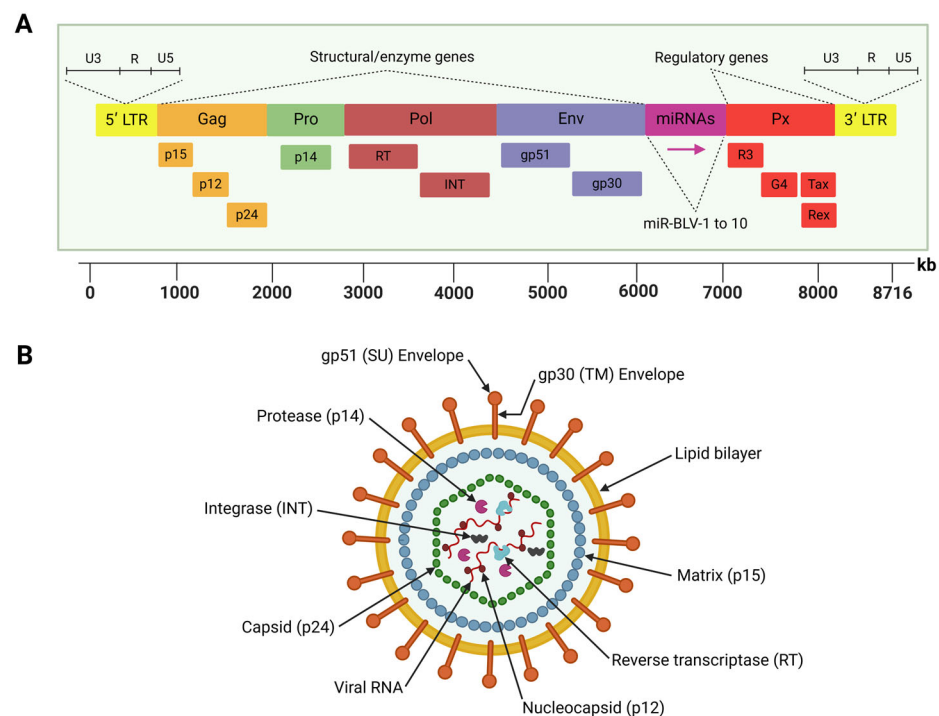 A
U3 R U5
Structural/enzyme genes
Regulatory genes
U3 R U5
5’ LTR Gag Pro Pol Env miRNAs Px 3’ LTR
p15 p14 RT gp51 R3
p12 INT gp30 G4 Tax
p24 Rex
miR-BLV-1 to 10
kb
0 1000 2000 3000 4000 5000 6000 7000 8000 8716
B
gp51 (SU) Envelope
gp30 (TM) Envelope
Protease (p14)
Lipid bilayer
Integrase (INT)
Matrix (p15)
Capsid (p24)
Reverse transcriptase (RT)
Viral RNA
Nucleocapsid (p12)